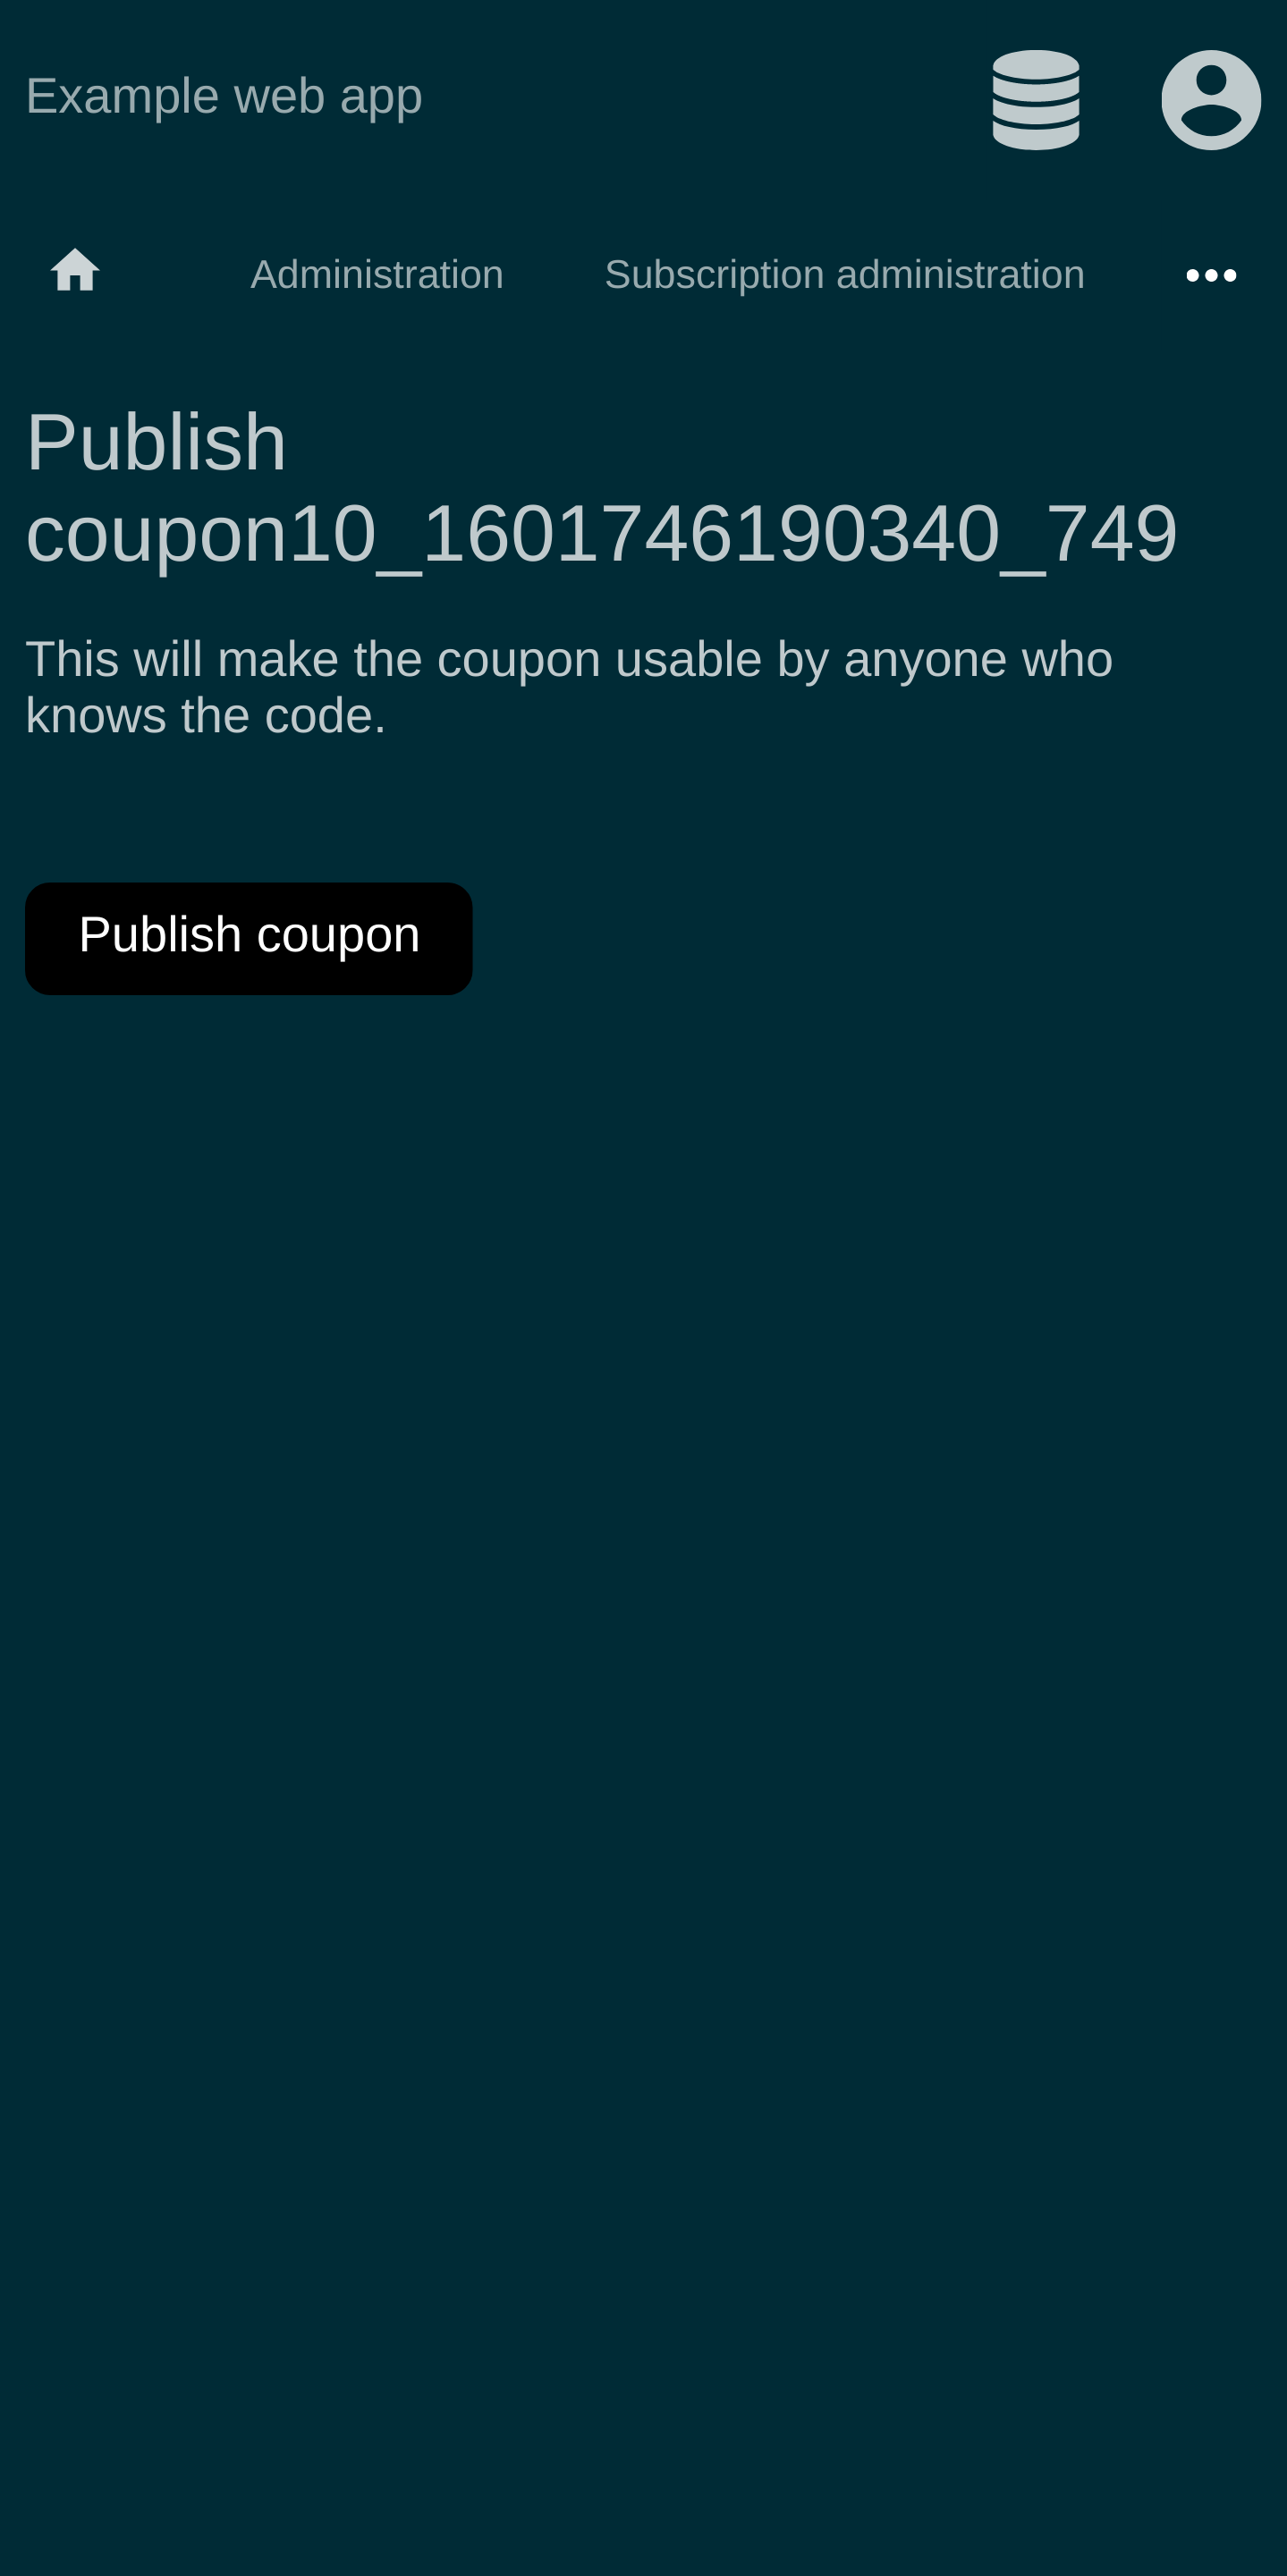 Example web app
Administration Subscription administration
Publish
coupon10_1601746190340_749
This will make the coupon usable by anyone who
knows the code.
Publish coupon